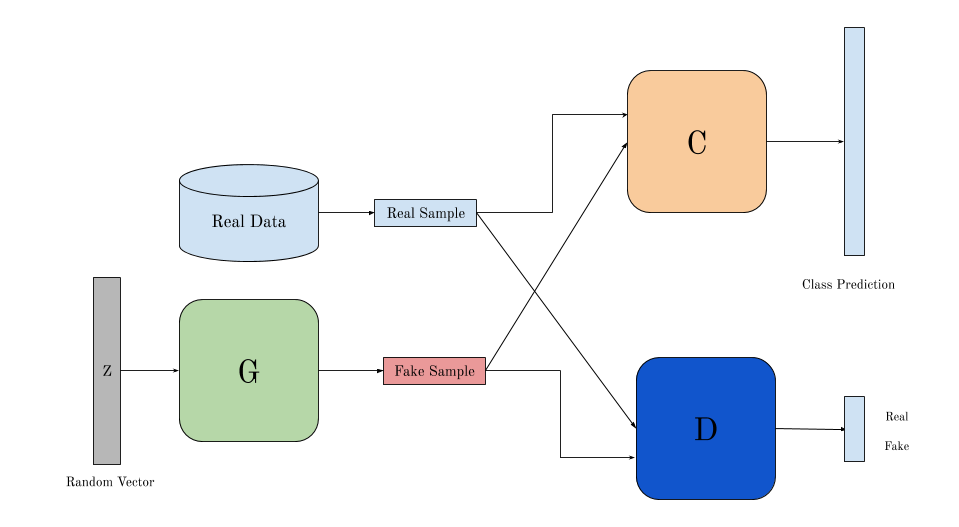 C
Real Data
Real Sample
Class Prediction
Z
G
Fake Sample
D
Real
Fake
Random Vector